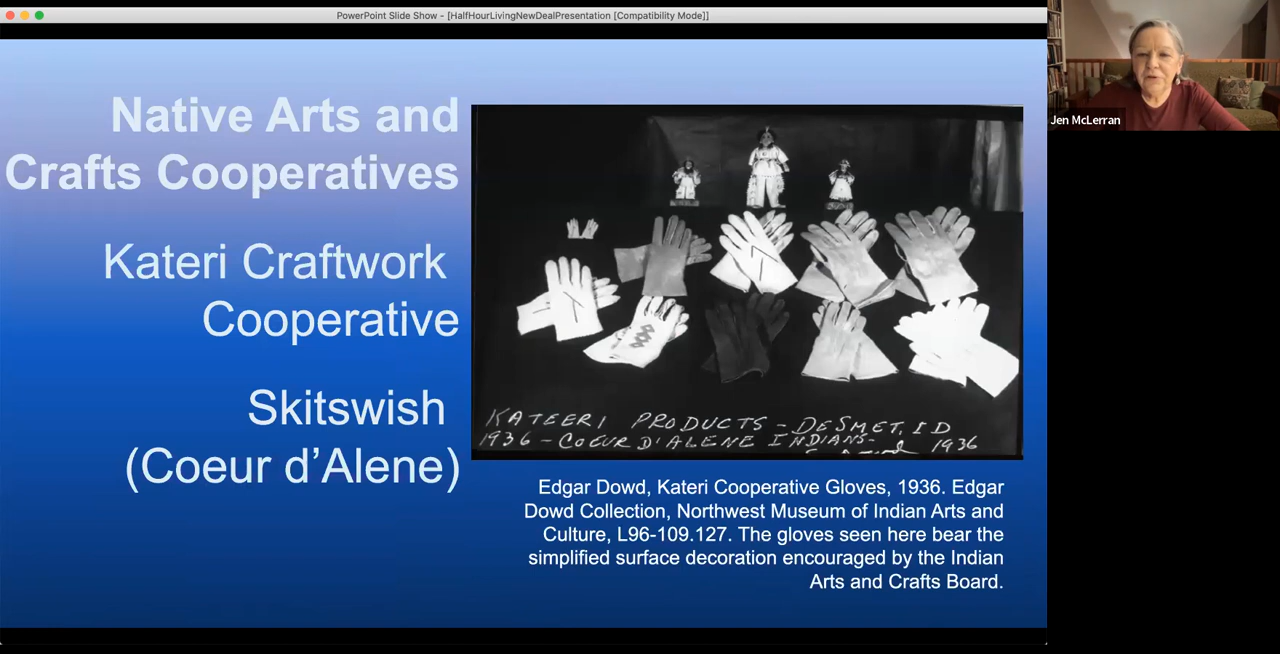 PowerPoint Slide Show - [HalfHourLivingNewDealPresentation [Compatibility Mode]]
Native Arts and
Crafts Cooperatives
Kateri Craftwork
Cooperative
Skitswish
(Coeur d’Alene)
KATEERI PRODUCTS - DESMET, ID
1936 - COEUR D'ALENE INDIANS- 1936
Edgar Dowd, Kateri Cooperative Gloves, 1936. Edgar
Dowd Collection, Northwest Museum of Indian Arts and
Culture, L96-109.127. The gloves seen here bear the
simplified surface decoration encouraged by the Indian
Arts and Crafts Board.
Jen McLerran